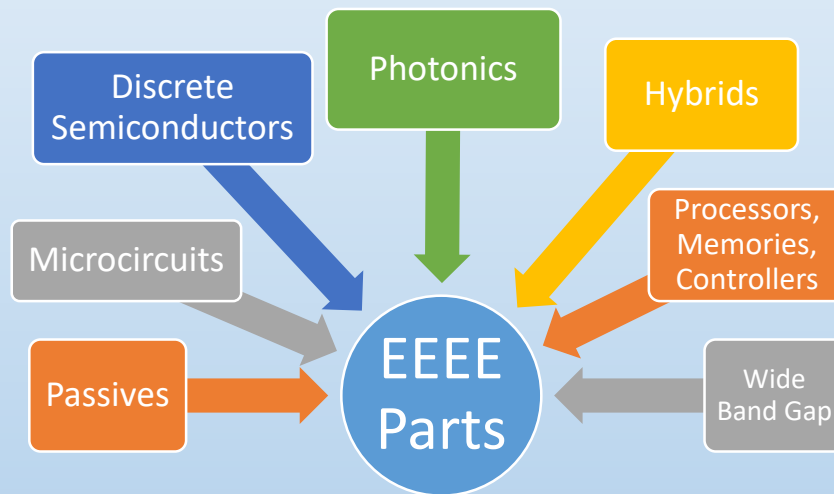 Photonics
Discrete
Semiconductors
Hybrids
Processors,
Memories,
Controllers
Microcircuits
EEEE
Parts
Passives
Wide
Band Gap